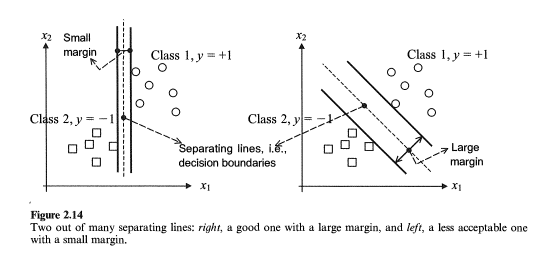 x₂
Small
margin
Class 1, y = +1
Class 2, y = −1
x₁
Separating lines, i.e.,
decision boundaries
x₂
Class 1, y = +1
Class 2, y = −1
Large
margin
x₁
Figure 2.14
Two out of many separating lines: right, a good one with a large margin, and left, a less acceptable one
with a small margin.